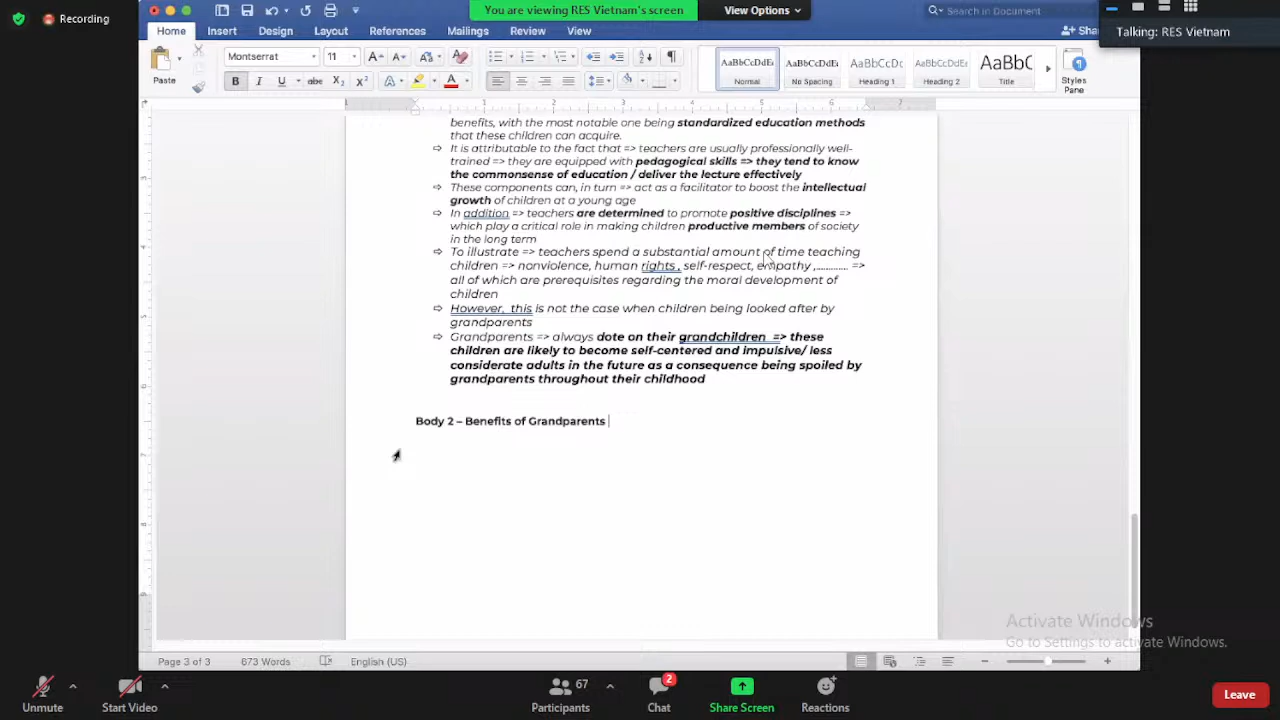 Recording
You are viewing RES Vietnam's screen
View Options
Search in Document
Talking: RES Vietnam
Home
Insert
Design
Layout
References
Mailings
Review
View
Sha
Paste
Montserrat
11
B I U abc X₂ X²
AaBbCcDdEe
Normal
AaBbCcDdEe
No Spacing
AaBbCcDc
Heading 1
AaBbCcDdEe
Heading 2
AaBbC
Title
Styles
Pane
benefits, with the most notable one being standardized education methods
that these children can acquire.
⇨ It is attributable to the fact that => teachers are usually professionally well-
trained => they are equipped with pedagogical skills => they tend to know
the commonsense of education / deliver the lecture effectively
⇨ These components can, in turn => act as a facilitator to boost the intellectual
growth of children at a young age
⇨ In addition => teachers are determined to promote positive disciplines =>
which play a critical role in making children productive members of society
in the long term
⇨ To illustrate => teachers spend a substantial amount of time teaching
children => nonviolence, human rights , self-respect, empathy ,............ =>
all of which are prerequisites regarding the moral development of
children
⇨ However, this is not the case when children being looked after by
grandparents
⇨ Grandparents => always dote on their grandchildren => these
children are likely to become self-centered and impulsive/ less
considerate adults in the future as a consequence being spoiled by
grandparents throughout their childhood
Body 2 – Benefits of Grandparents
Activate Windows
Go to Settings to activate Windows.
Page 3 of 3
673 Words
English (US)
Unmute
Start Video
67
Participants
2
Chat
Share Screen
Reactions
Leave